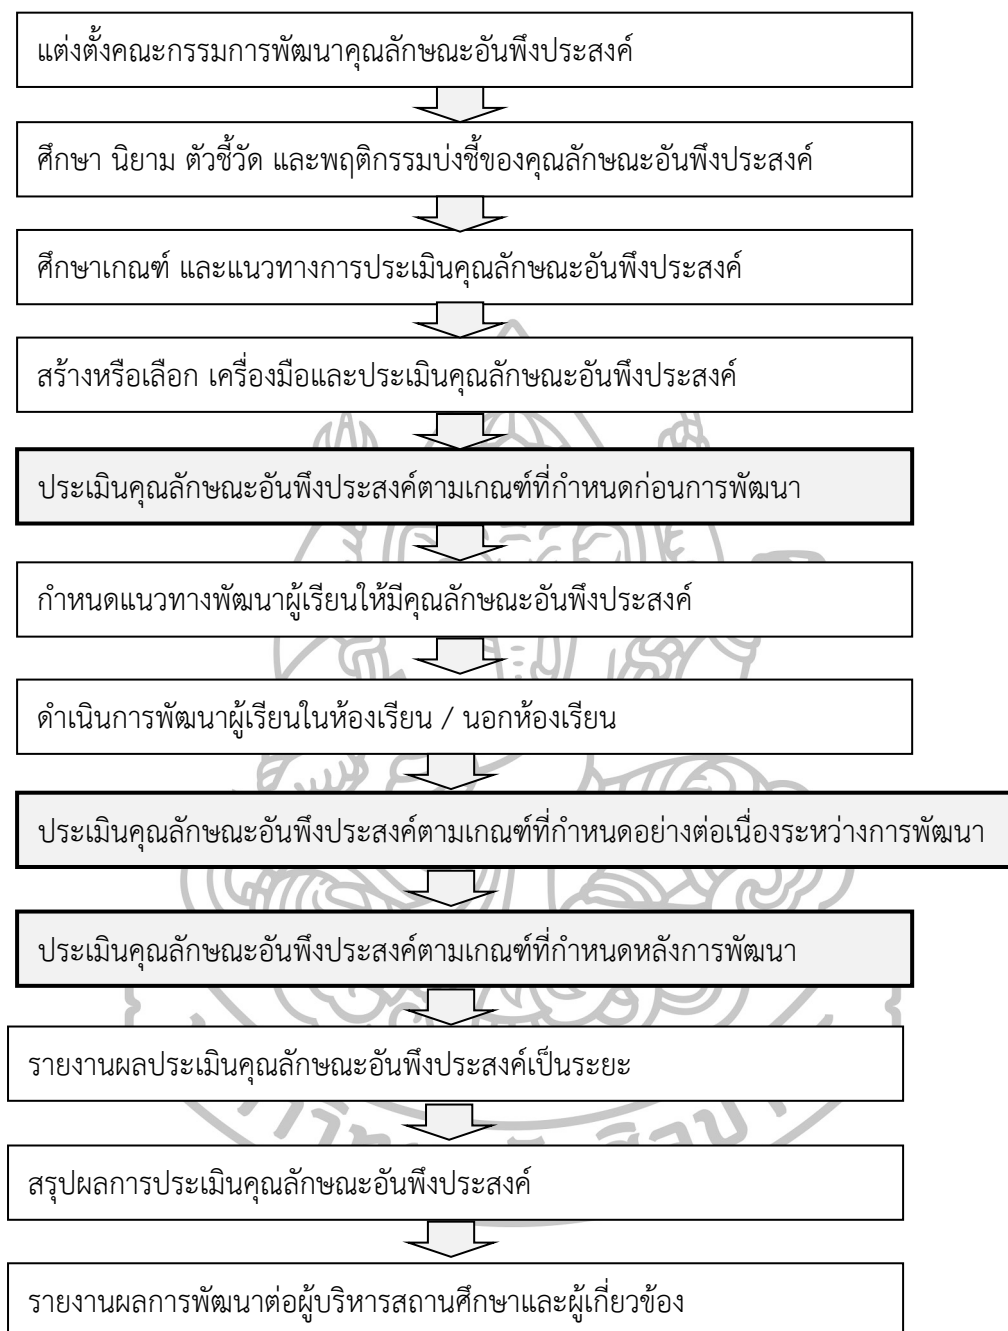 แต่งตั้งคณะกรรมการพัฒนาคุณลักษณะอันพึงประสงค์
ศึกษา นิยาม ตัวชี้วัด และพฤติกรรมบ่งชี้ของคุณลักษณะอันพึงประสงค์
ศึกษาเกณฑ์ และแนวทางการประเมินคุณลักษณะอันพึงประสงค์
สร้างหรือเลือก เครื่องมือและประเมินคุณลักษณะอันพึงประสงค์
ประเมินคุณลักษณะอันพึงประสงค์ตามเกณฑ์ที่กำหนดก่อนการพัฒนา
กำหนดแนวทางพัฒนาผู้เรียนให้มีคุณลักษณะอันพึงประสงค์
ดำเนินการพัฒนาผู้เรียนในห้องเรียน / นอกห้องเรียน
ประเมินคุณลักษณะอันพึงประสงค์ตามเกณฑ์ที่กำหนดอย่างต่อเนื่องระหว่างการพัฒนา
ประเมินคุณลักษณะอันพึงประสงค์ตามเกณฑ์ที่กำหนดหลังการพัฒนา
รายงานผลประเมินคุณลักษณะอันพึงประสงค์เป็นระยะ
สรุปผลการประเมินคุณลักษณะอันพึงประสงค์
รายงานผลการพัฒนาต่อผู้บริหารสถานศึกษาและผู้เกี่ยวข้อง